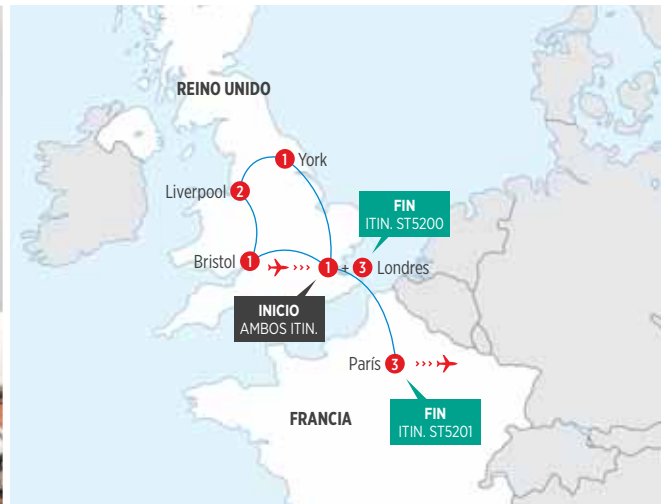 REINO UNIDO
1 York
Liverpool 2
FIN
ITIN. ST5200
Bristol 1
1 + 3 Londres
INICIO
AMBOS ITIN.
París 3
FRANCIA
FIN
ITIN. ST5201